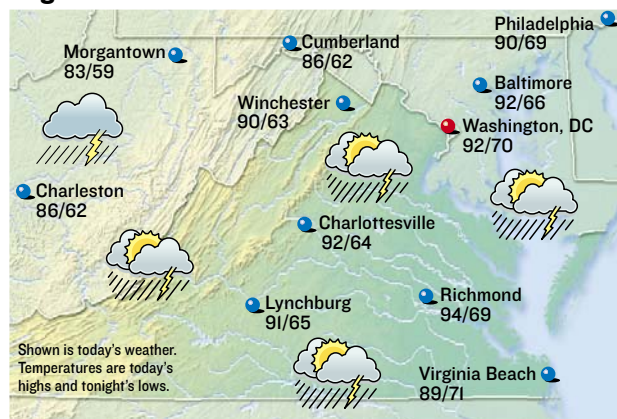 Philadelphia
90/69
Morgantown
83/59
Cumberland
86/62
Baltimore
92/66
Winchester
90/63
Washington, DC
92/70
Charleston
86/62
Charlottesville
92/64
Lynchburg
91/65
Richmond
94/69
Shown is today's weather.
Temperatures are today's
highs and tonight's lows.
Virginia Beach
89/71